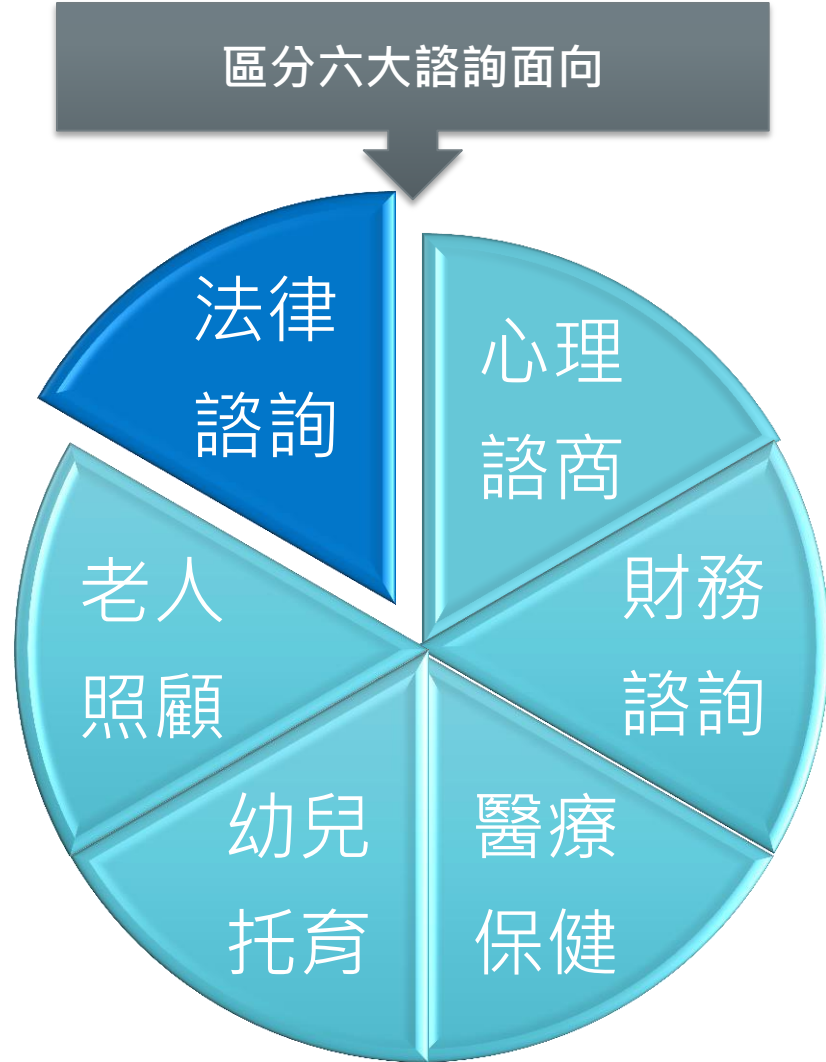 區分六大諮詢面向
法律
諮詢
心理
諮商
財務
諮詢
醫療
保健
幼兒
托育
老人
照顧